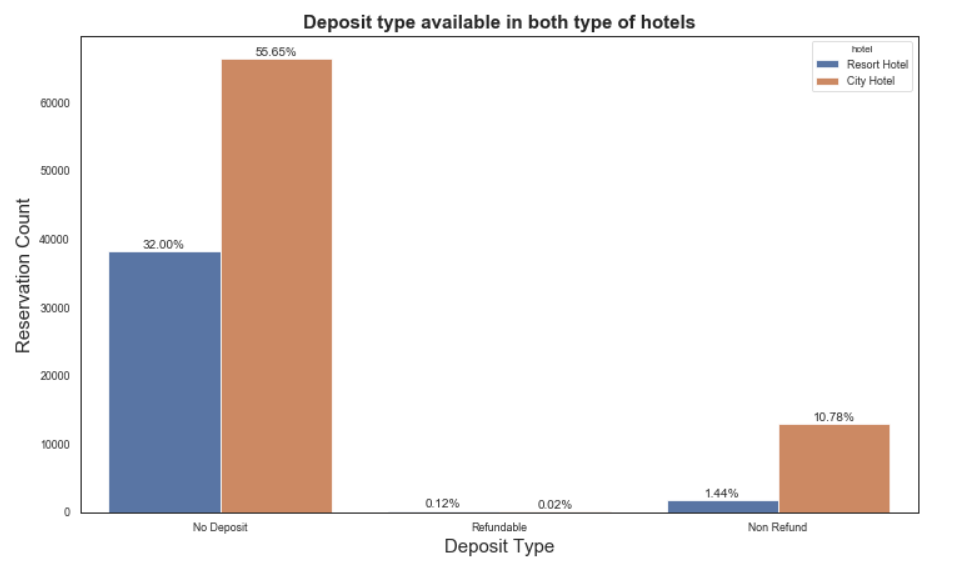 Deposit type available in both type of hotels
hotel
Resort Hotel
City Hotel
55.65%
32.00%
0.12%
0.02%
1.44%
10.78%
Reservation Count
60000
50000
40000
30000
20000
10000
0
No Deposit
Refundable
Non Refund
Deposit Type